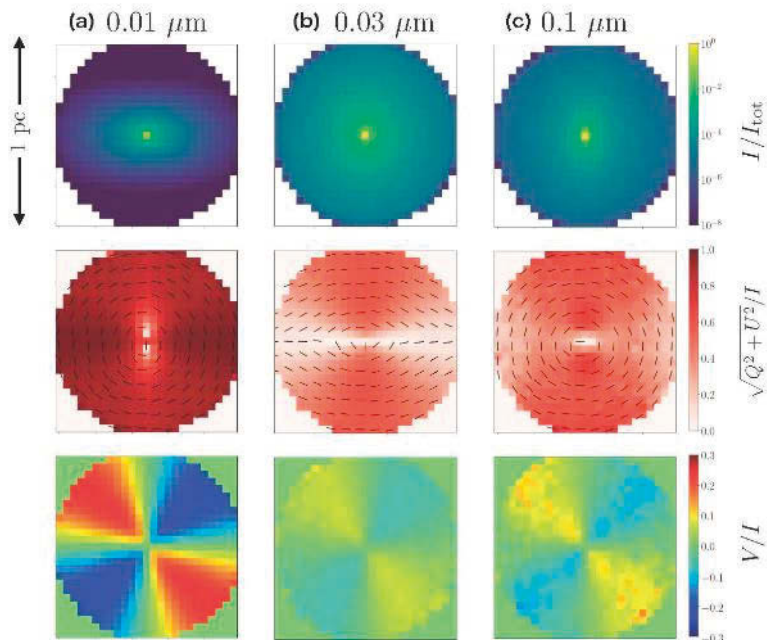 (a) 0.01 μm
(b) 0.03 μm
(c) 0.1 μm
1 pc
10⁰
10⁻²
10⁻⁴
10⁻⁶
10⁻⁸
I/I_tot
1.0
0.8
0.6
0.4
0.2
0.0
√Q² + U²/I
0.3
0.2
0.1
0.0
-0.1
-0.2
-0.3
V/I